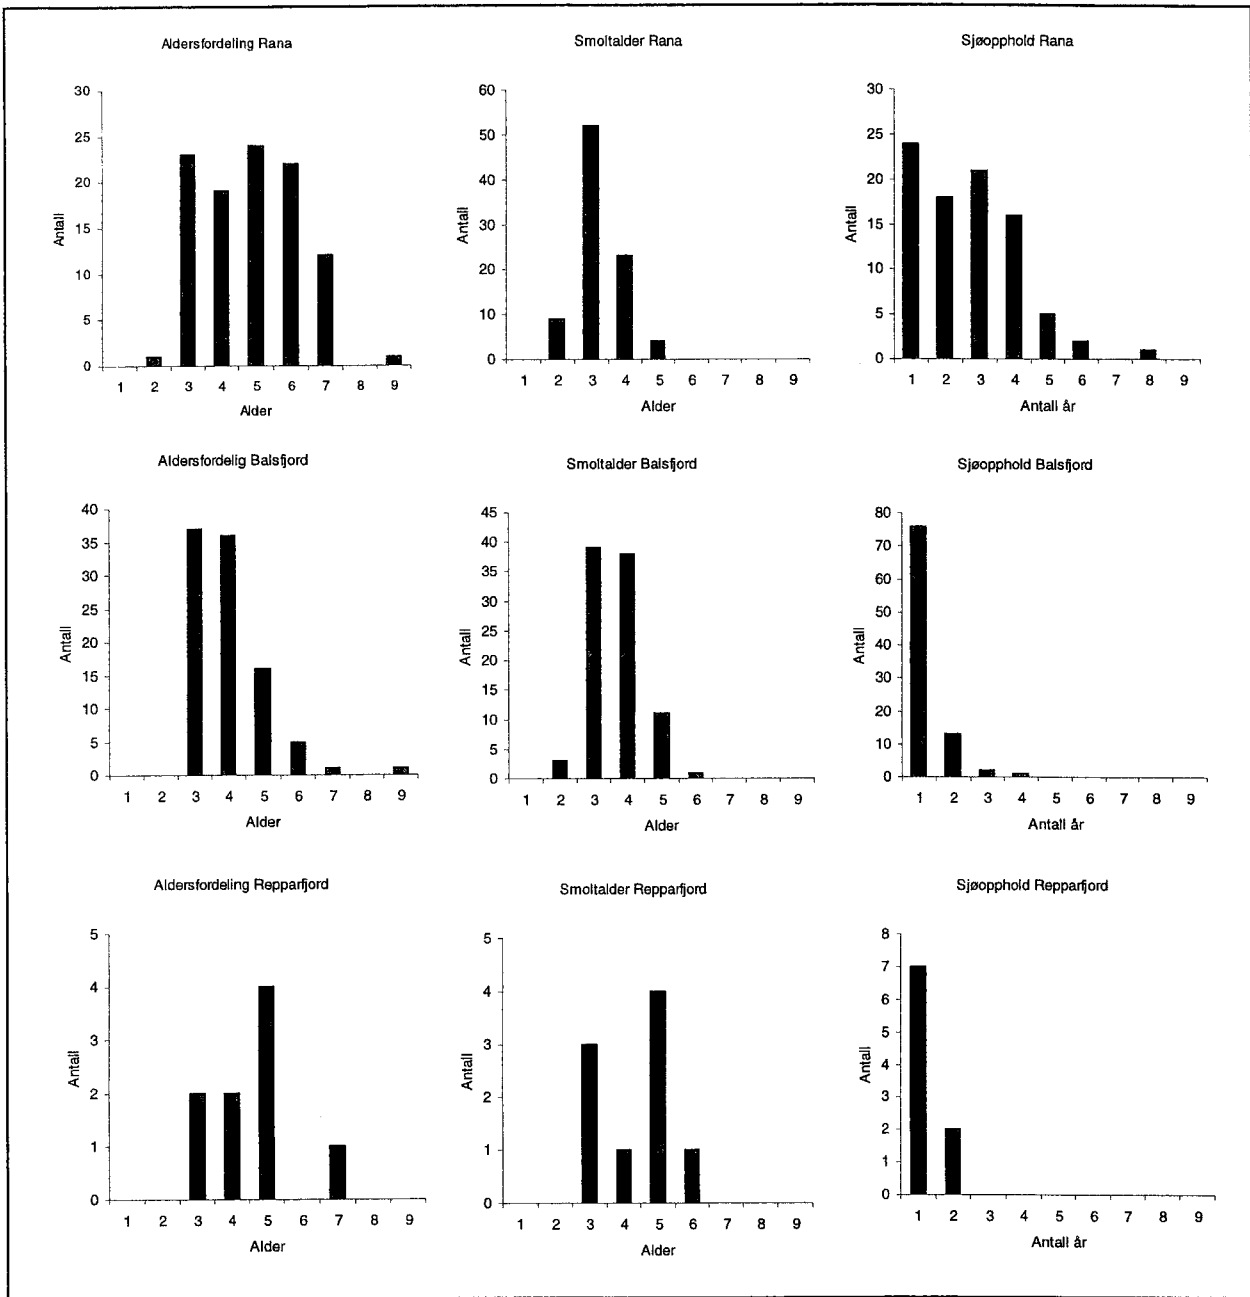 Aldersfordeling Rana
30
25
20
15
10
5
0
Antall
1 2 3 4 5 6 7 8 9
Alder
Smoltalder Rana
60
50
40
30
20
10
0
Antall
1 2 3 4 5 6 7 8 9
Alder
Sjøopphold Rana
30
25
20
15
10
5
0
Antall
1 2 3 4 5 6 7 8 9
Antall år
Aldersfordelig Balsfjord
40
35
30
25
20
15
10
5
0
Antall
1 2 3 4 5 6 7 8 9
Alder
Smoltalder Balsfjord
45
40
35
30
25
20
15
10
5
0
Antall
1 2 3 4 5 6 7 8 9
Alder
Sjøopphold Balsfjord
80
70
60
50
40
30
20
10
0
Antall
1 2 3 4 5 6 7 8 9
Antall år
Aldersfordeling Repparfjord
5
4
3
2
1
0
Antall
1 2 3 4 5 6 7 8 9
Alder
Smoltalder Repparfjord
5
4
3
2
1
0
Antall
1 2 3 4 5 6 7 8 9
Alder
Sjøopphold Repparfjord
8
7
6
5
4
3
2
1
0
Antall
1 2 3 4 5 6 7 8 9
Antall år